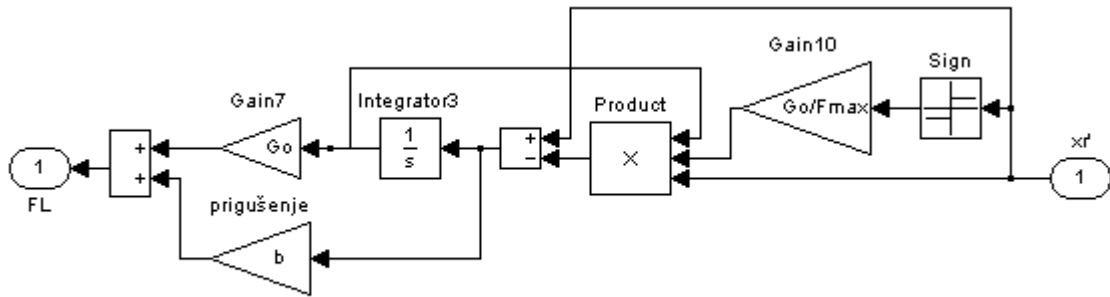 Gain10
Sign
Gain7
Integrator3
Product
Go/Fmax
xr'
+
+
Go
1
s
+
−
×
1
1
FL
prigušenje
b